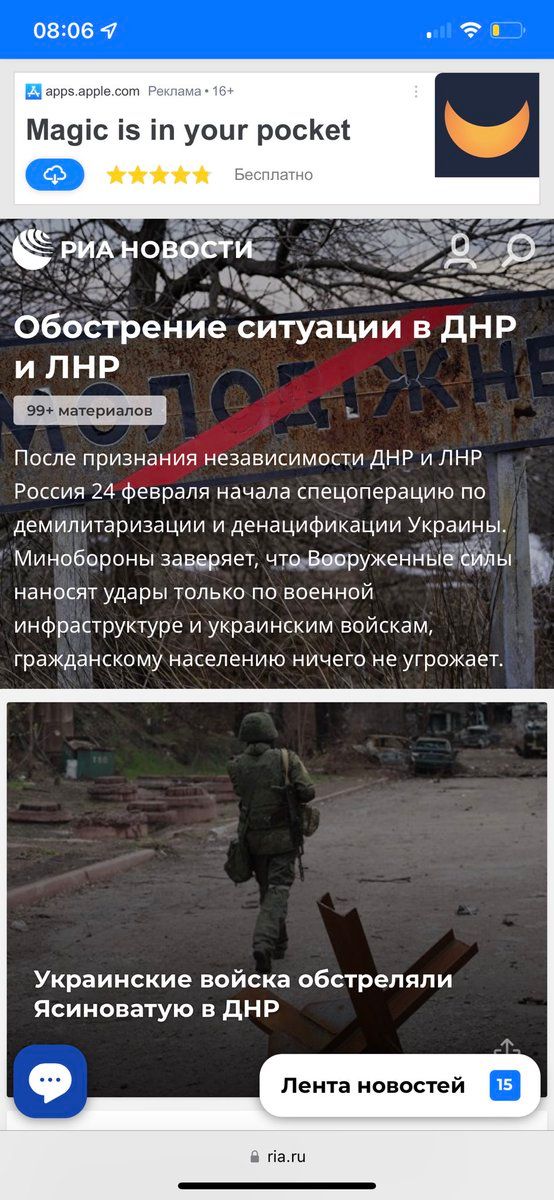 08:06
apps.apple.com Реклама • 16+
Magic is in your pocket
Бесплатно
РИА НОВОСТИ
Обострение ситуации в ДНР
и ЛНР
МОЛОДІЖНЕ
99+ материалов
После признания независимости ДНР и ЛНР
Россия 24 февраля начала спецоперацию по
демилитаризации и денацификации Украины.
Минобороны заверяет, что Вооруженные силы
наносят удары только по военной
инфраструктуре и украинским войскам,
гражданскому населению ничего не угрожает.
Украинские войска обстреляли
Ясиноватую в ДНР
Лента новостей 15
ria.ru